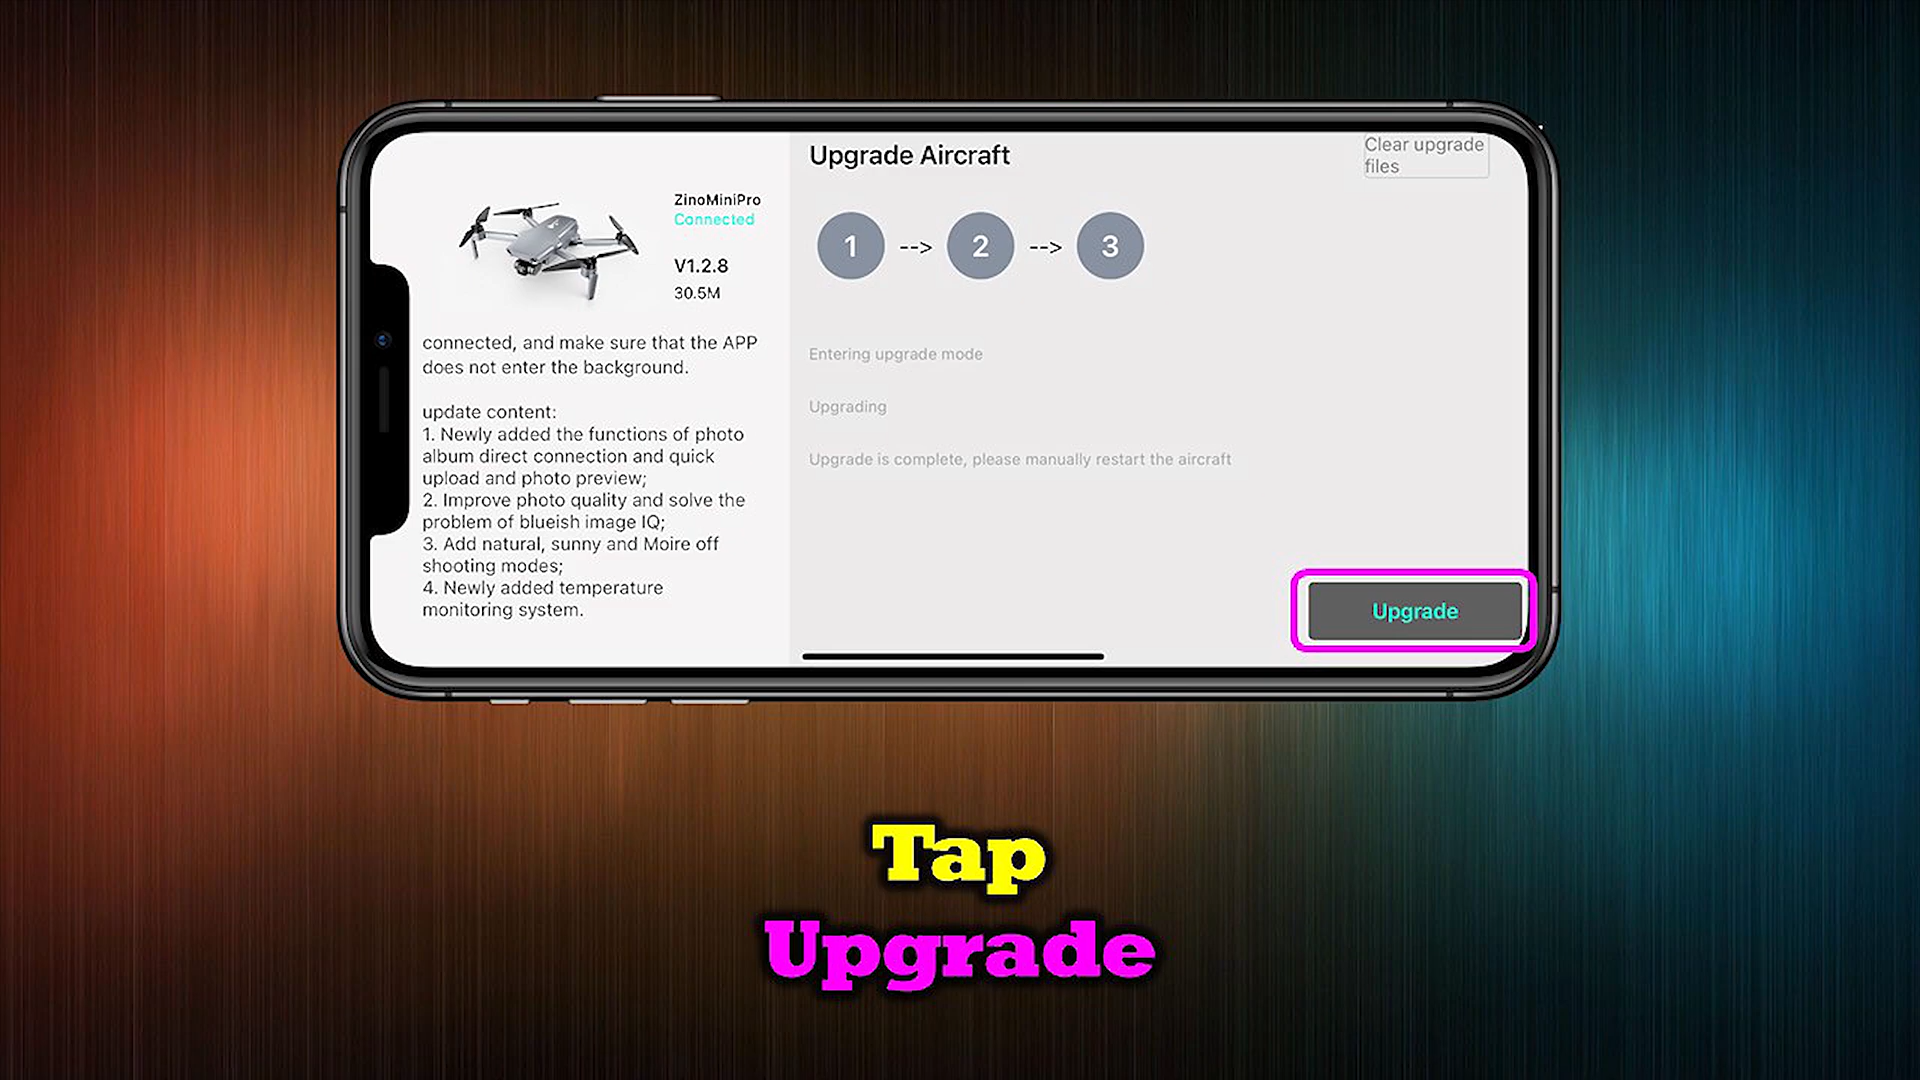 ZinoMiniPro
Connected
V1.2.8
30.5M
connected, and make sure that the APP
does not enter the background.
update content:
1. Newly added the functions of photo
album direct connection and quick
upload and photo preview;
2. Improve photo quality and solve the
problem of blueish image IQ;
3. Add natural, sunny and Moire off
shooting modes;
4. Newly added temperature
monitoring system.
Upgrade Aircraft
Clear upgrade
files
1 --> 2 --> 3
Entering upgrade mode
Upgrading
Upgrade is complete, please manually restart the aircraft
Upgrade
Tap
Upgrade